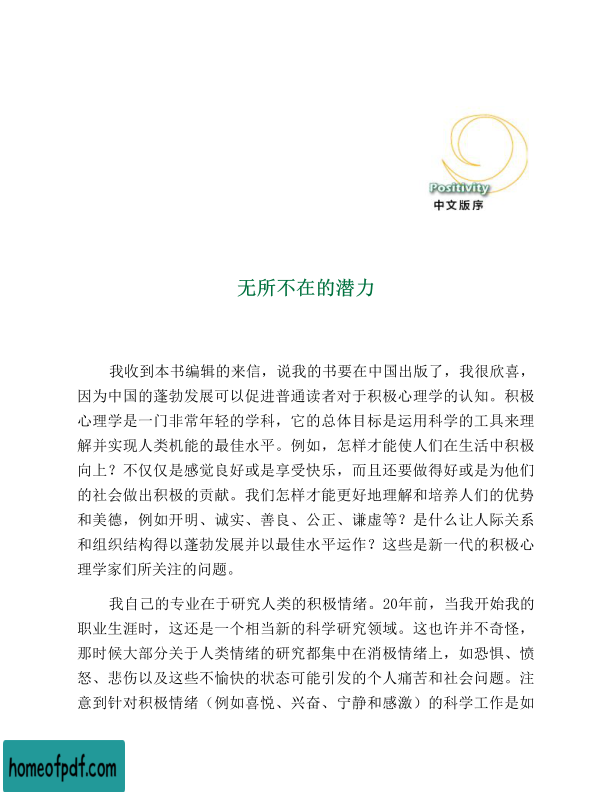 Positivity
中文版序
无所不在的潜力
我收到本书编辑的来信，说我的书要在中国出版了，我很欣喜，
因为中国的蓬勃发展可以促进普通读者对于积极心理学的认知。积极
心理学是一门非常年轻的学科，它的总体目标是运用科学的工具来理
解并实现人类机能的最佳水平。例如，怎样才能使人们在生活中积极
向上？不仅仅是感觉良好或是享受快乐，而且还要做得好或是为他们
的社会做出积极的贡献。我们怎样才能更好地理解和培养人们的优势
和美德，例如开明、诚实、善良、公正、谦虚等？是什么让人际关系
和组织结构得以蓬勃发展并以最佳水平运作？这些是新一代的积极心
理学家们所关注的问题。
我自己的专业在于研究人类的积极情绪。20年前，当我开始我的
职业生涯时，这还是一个相当新的科学研究领域。这也许并不奇怪，
那时候大部分关于人类情绪的研究都集中在消极情绪上，如恐惧、愤
怒、悲伤以及这些不愉快的状态可能引发的个人痛苦和社会问题。注
意到针对积极情绪（例如喜悦、兴奋、宁静和感激）的科学工作是如
homeofpdf.com